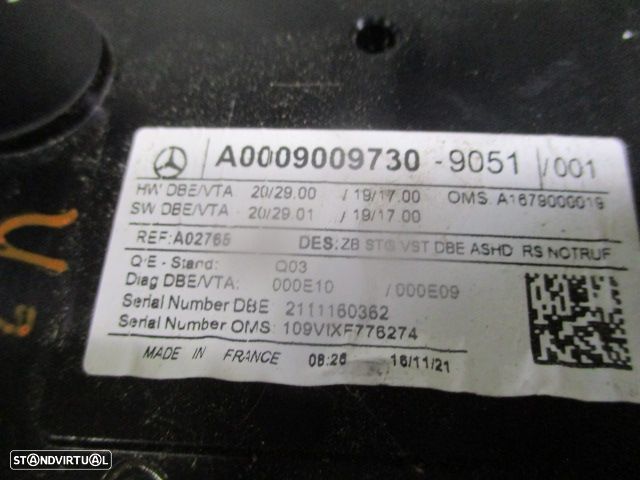 A0009009730 - 9051 /001
HW DBE/VTA 20/29.00 / 19/17.00 OMS. A1679000019
SW DBE/VTA 20/29.01 / 19/17.00
REF:A02765 DES: ZB STG VST DBE ASHD RS NOTRUF
Q-E - Stand: Q03
Diag DBE/VTA: 000E10 / 000E09
Serial Number DBE 2111160362
Serial Number OMS: 109VIXF776274
MADE IN FRANCE 08:26 16/11/21
STANDVIRTUAL